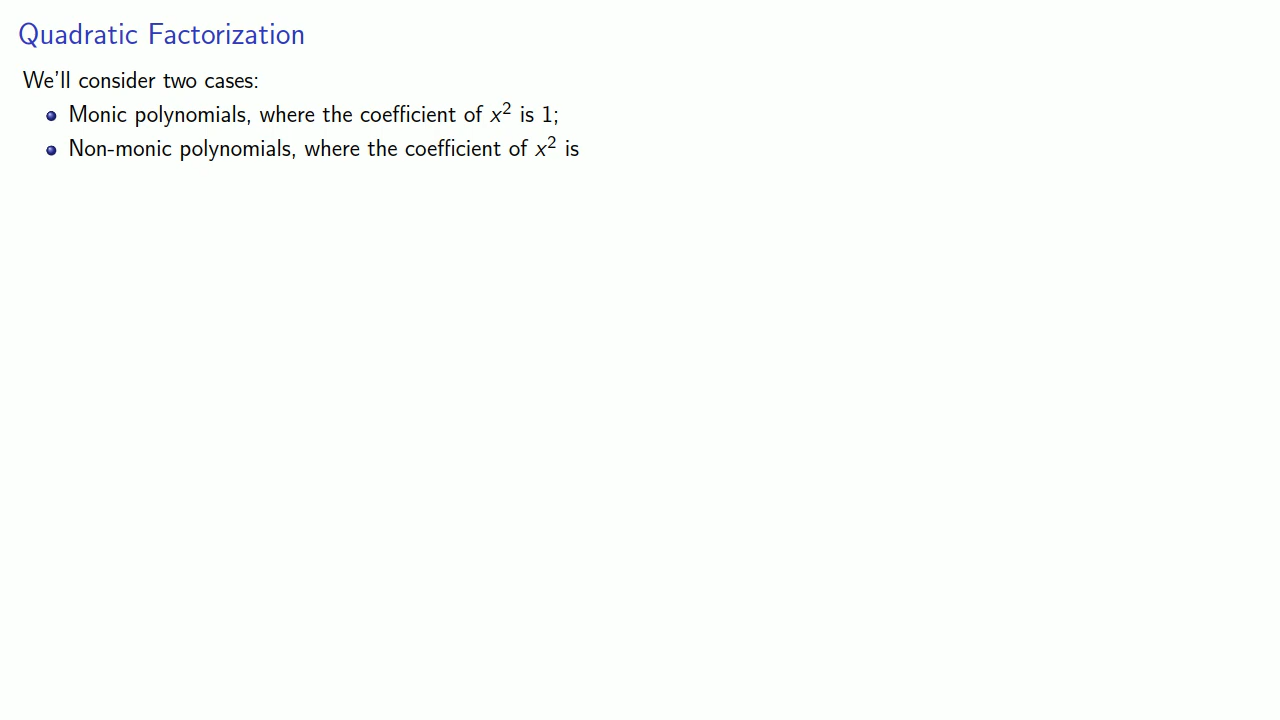 Quadratic Factorization
We'll consider two cases:
Monic polynomials, where the coefficient of x² is 1;
Non-monic polynomials, where the coefficient of x² is